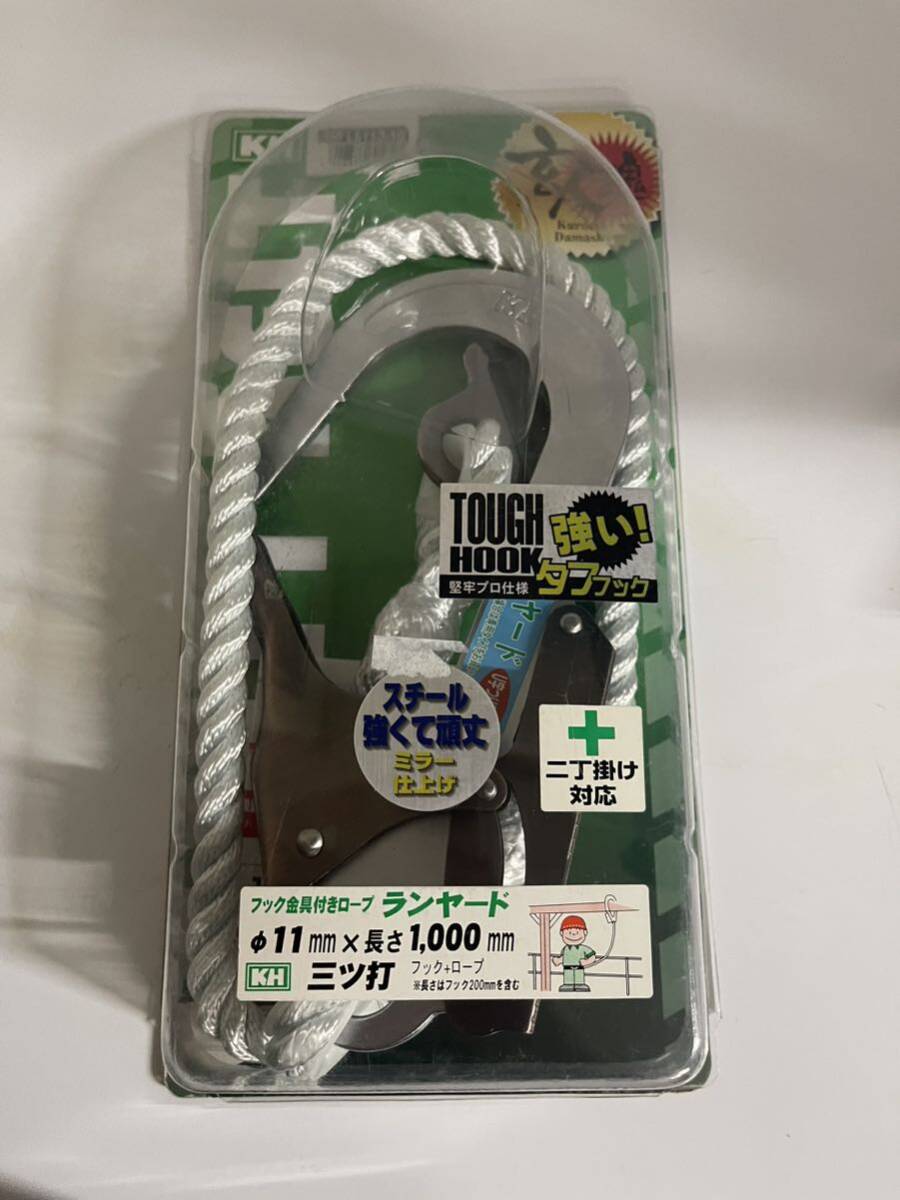 KH
TOUGH
HOOK
堅牢プロ仕様
強い!
タフフック
ヤード
スチール
強くて頑丈
ミラー
仕上げ
二丁掛け
対応
フック金具付きロープ ランヤード
φ11mm×長さ1,000mm
KH 三ツ打 フック+ロープ
※長さはフック200mmを含む